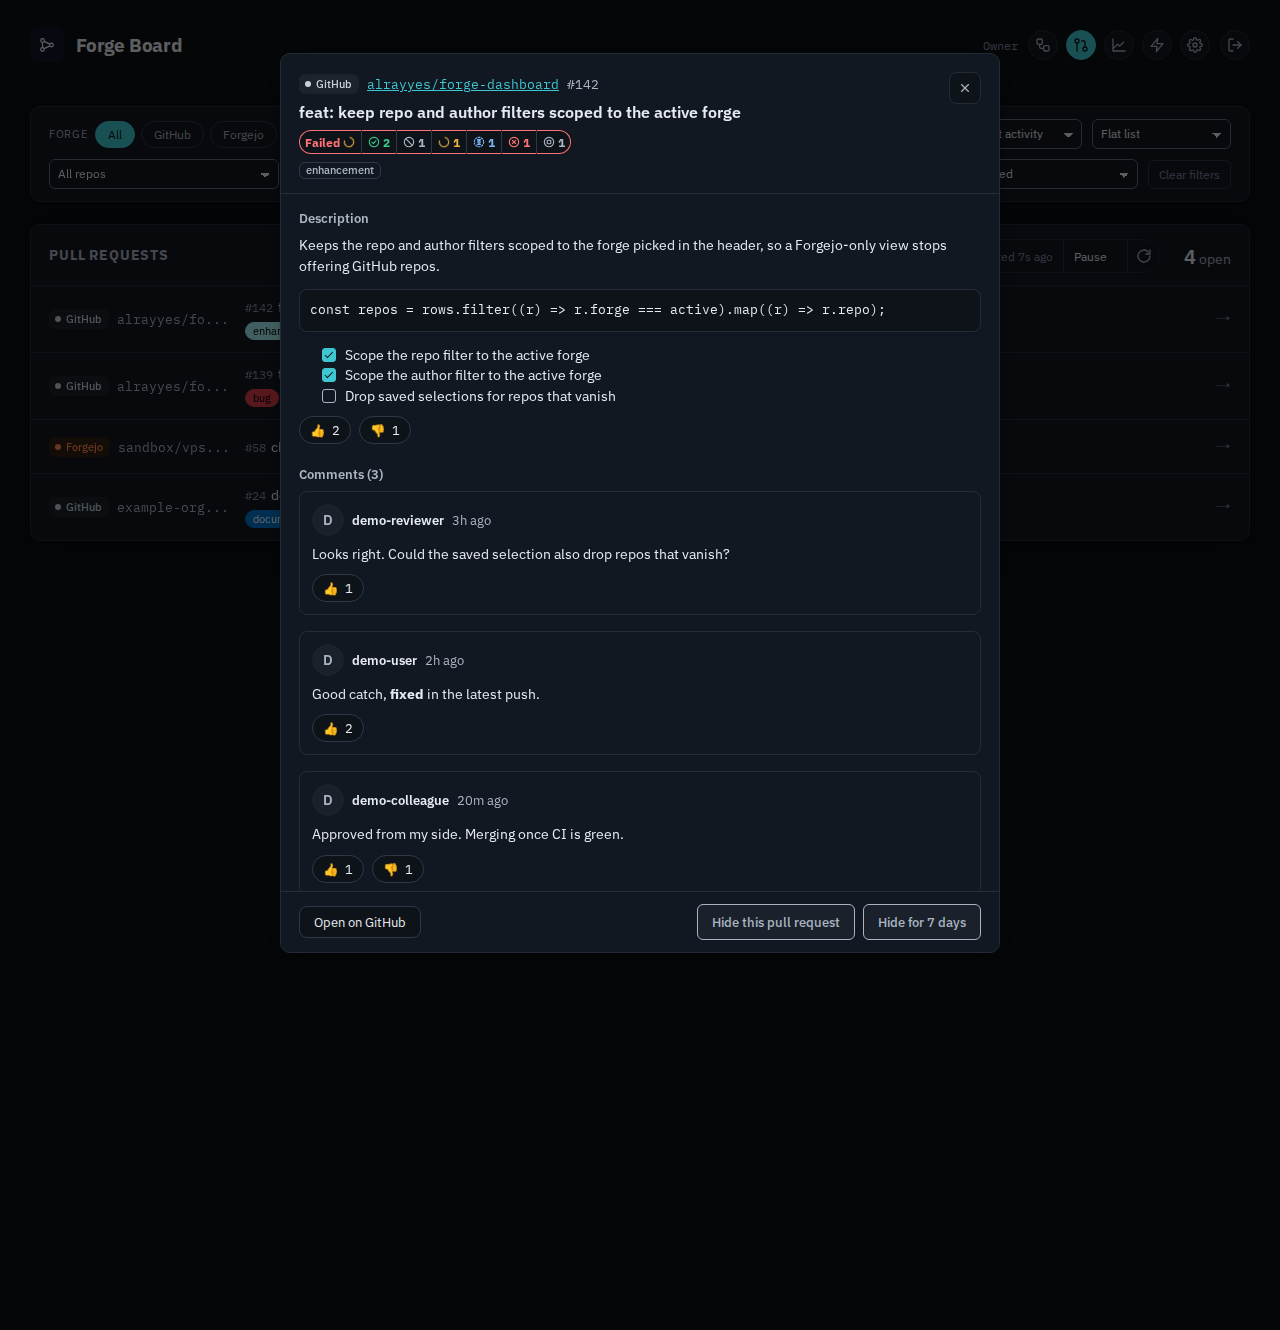 Forge Board
Owner
FORGE All GitHub Forgejo
t activity Flat list
All repos
ed Clear filters
PULL REQUESTS
ed 7s ago Pause 4 open
GitHub alrayyes/fo... #142
enhan
GitHub alrayyes/fo... #139
bug
Forgejo sandbox/vps... #58
GitHub example-org... #24
docum
GitHub alrayyes/forge-dashboard #142
feat: keep repo and author filters scoped to the active forge
Failed 2 1 1 1 1 1
enhancement
Description
Keeps the repo and author filters scoped to the forge picked in the header, so a Forgejo-only view stops
offering GitHub repos.
const repos = rows.filter((r) => r.forge === active).map((r) => r.repo);
Scope the repo filter to the active forge
Scope the author filter to the active forge
Drop saved selections for repos that vanish
👍 2 👎 1
Comments (3)
D demo-reviewer 3h ago
Looks right. Could the saved selection also drop repos that vanish?
👍 1
D demo-user 2h ago
Good catch, fixed in the latest push.
👍 2
D demo-colleague 20m ago
Approved from my side. Merging once CI is green.
👍 1 👎 1
Open on GitHub Hide this pull request Hide for 7 days